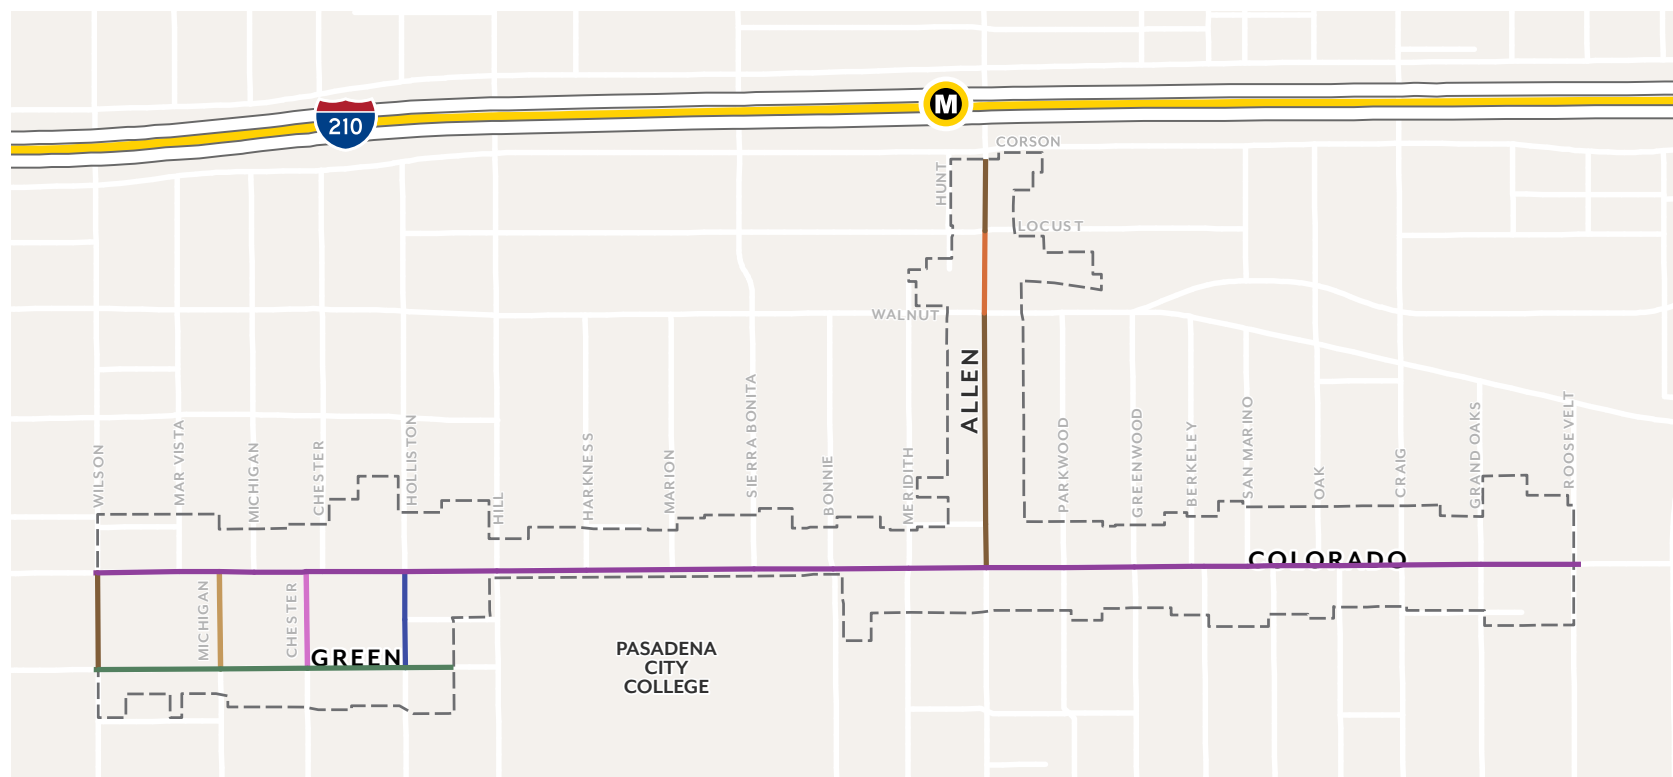 M
210
CORSON
HUNT
LOCUST
WALNUT
ALLEN
WILSON
MAR VISTA
MICHIGAN
CHESTER
HOLLISTON
HILL
HARKNESS
MARION
SIERRA BONITA
BONNIE
MERIDITH
PARKWOOD
GREENWOOD
BERKELEY
SAN MARINO
OAK
CRAIG
GRAND OAKS
ROOSEVELT
COLORADO
MICHIGAN
CHESTER
GREEN
PASADENA
CITY
COLLEGE